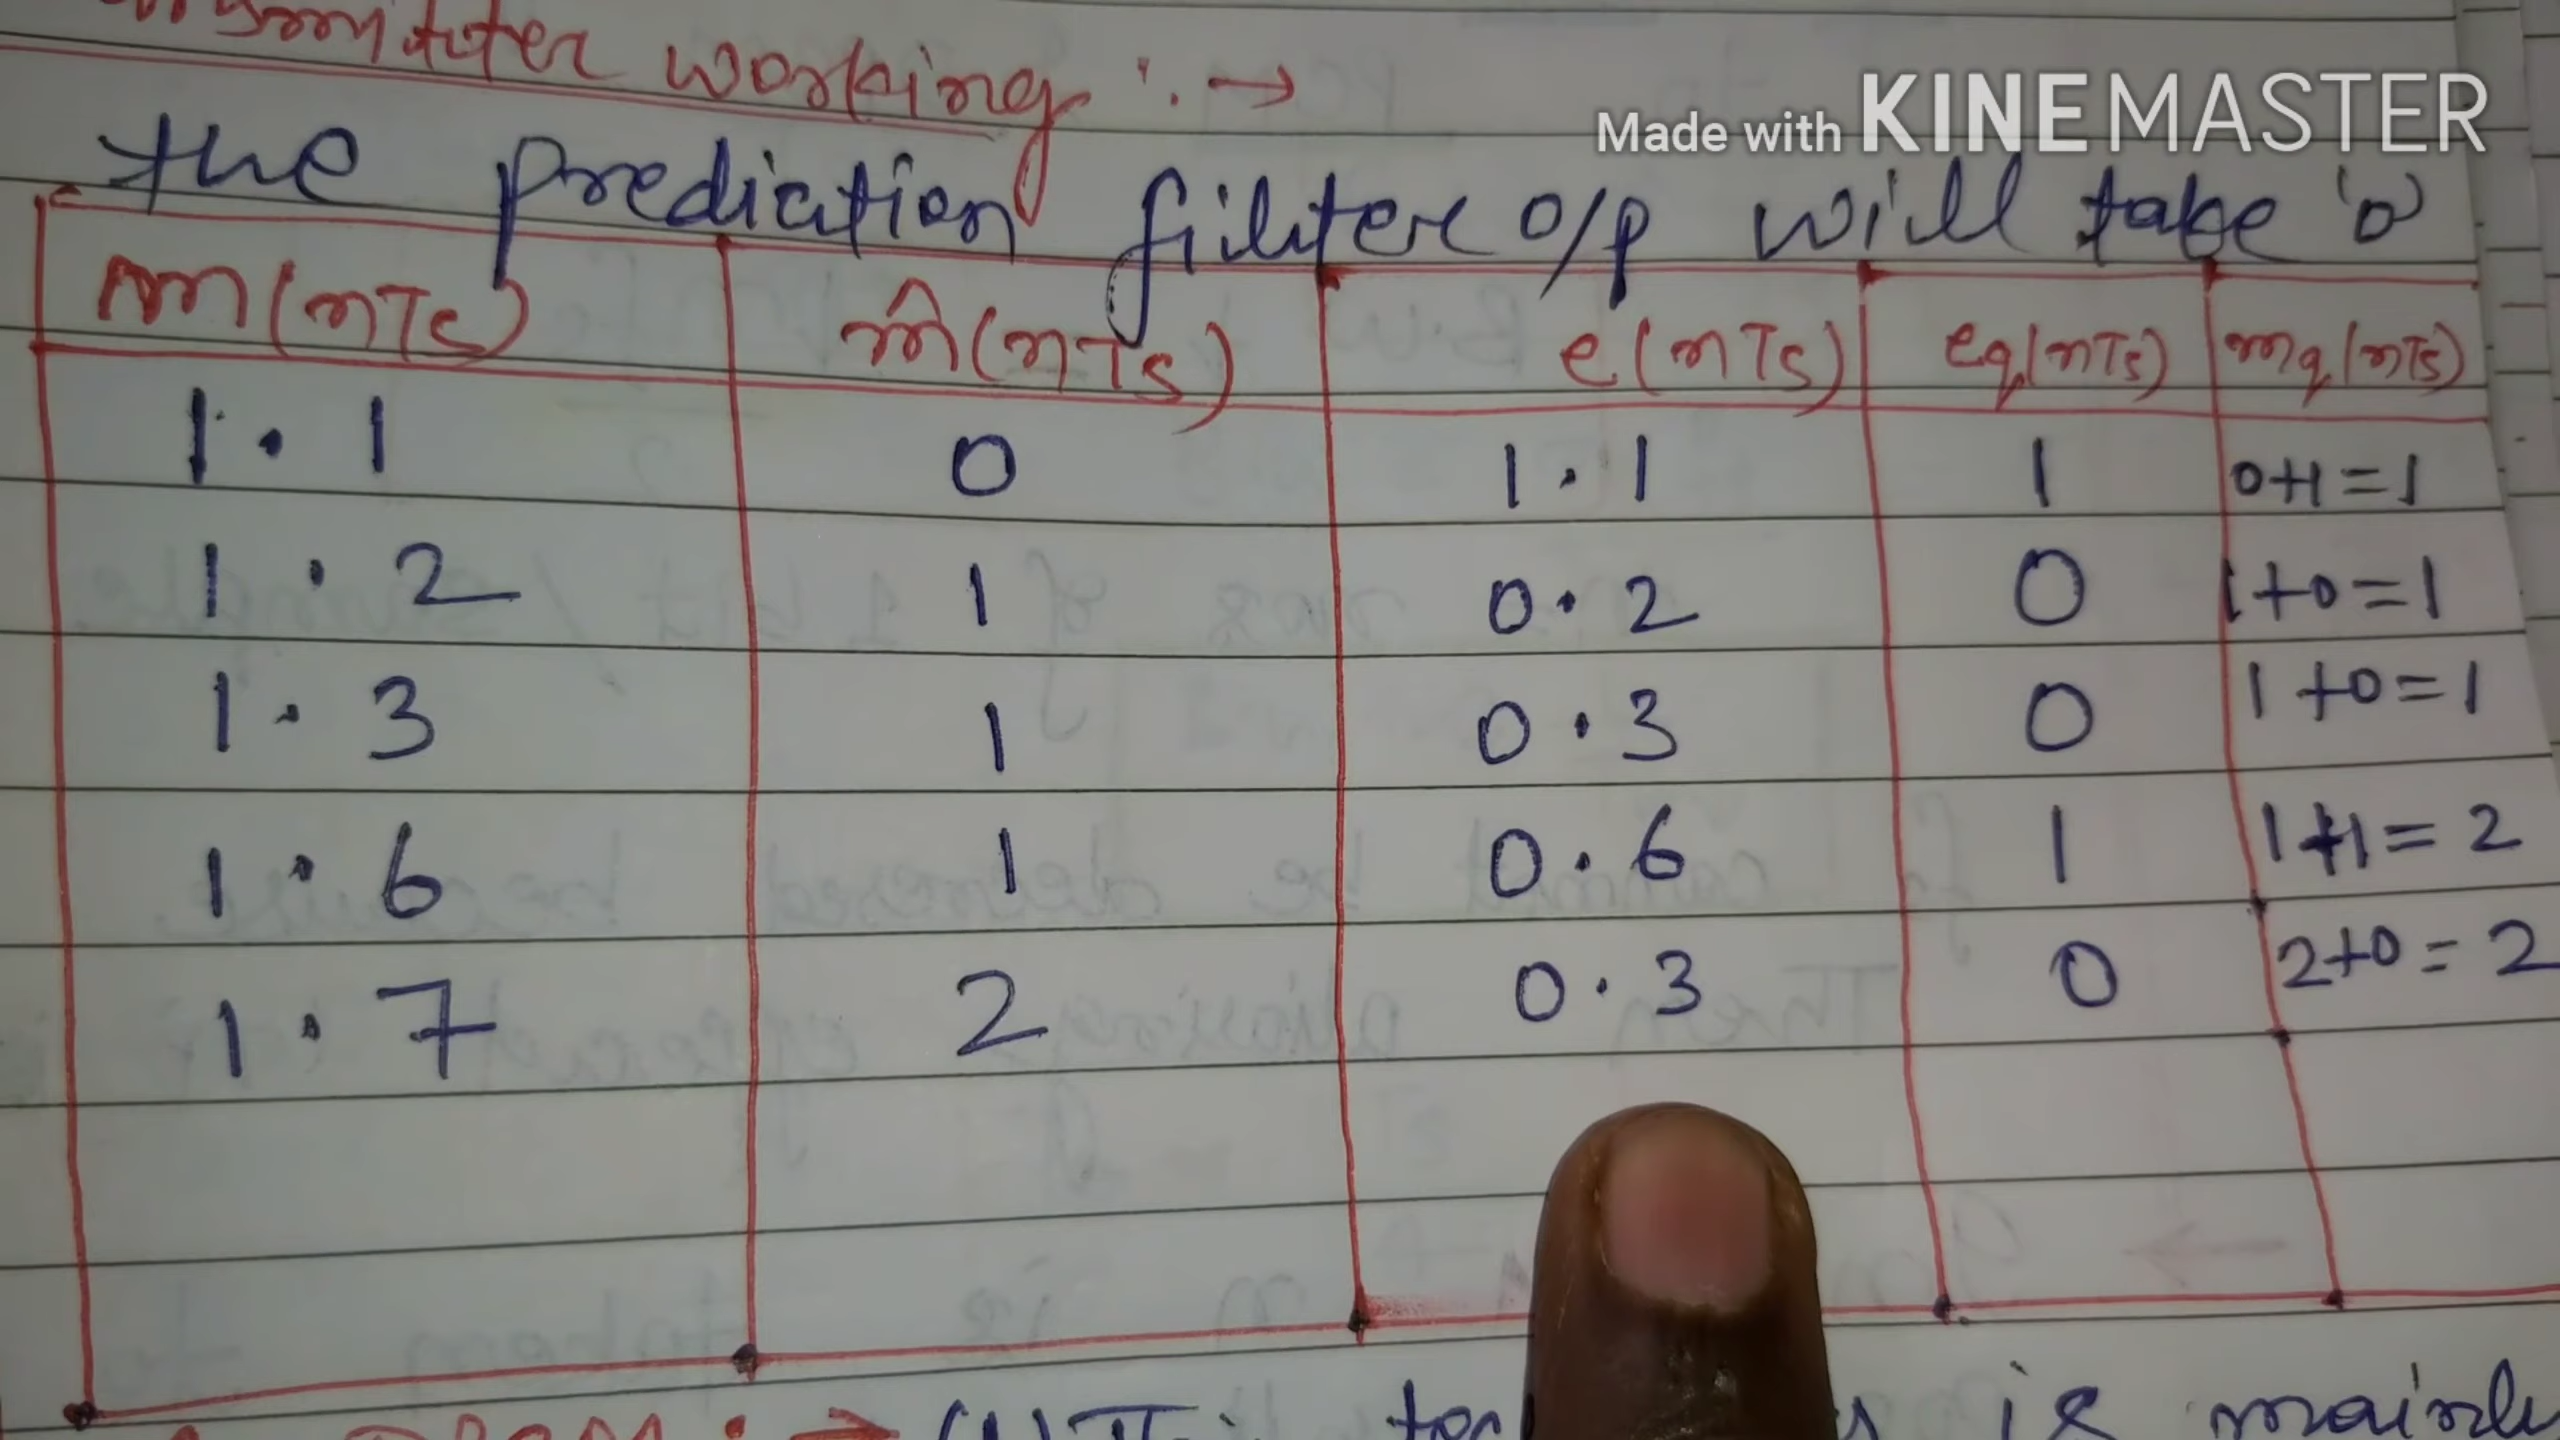 working :. →
Made with KINEMASTER
the prediction filiter o/p will take '0'
m(nTs) m̂(nTs) e(nTs) eq(nTs) mq(nTs)
1.1 0 1.1 1 0+1=1
1.2 1 0.2 0 1+0=1
1.3 1 0.3 0 1+0=1
1.6 1 0.6 1 1+1=2
1.7 2 0.3 0 2+0=2
DPCM :→ (1) is mainly